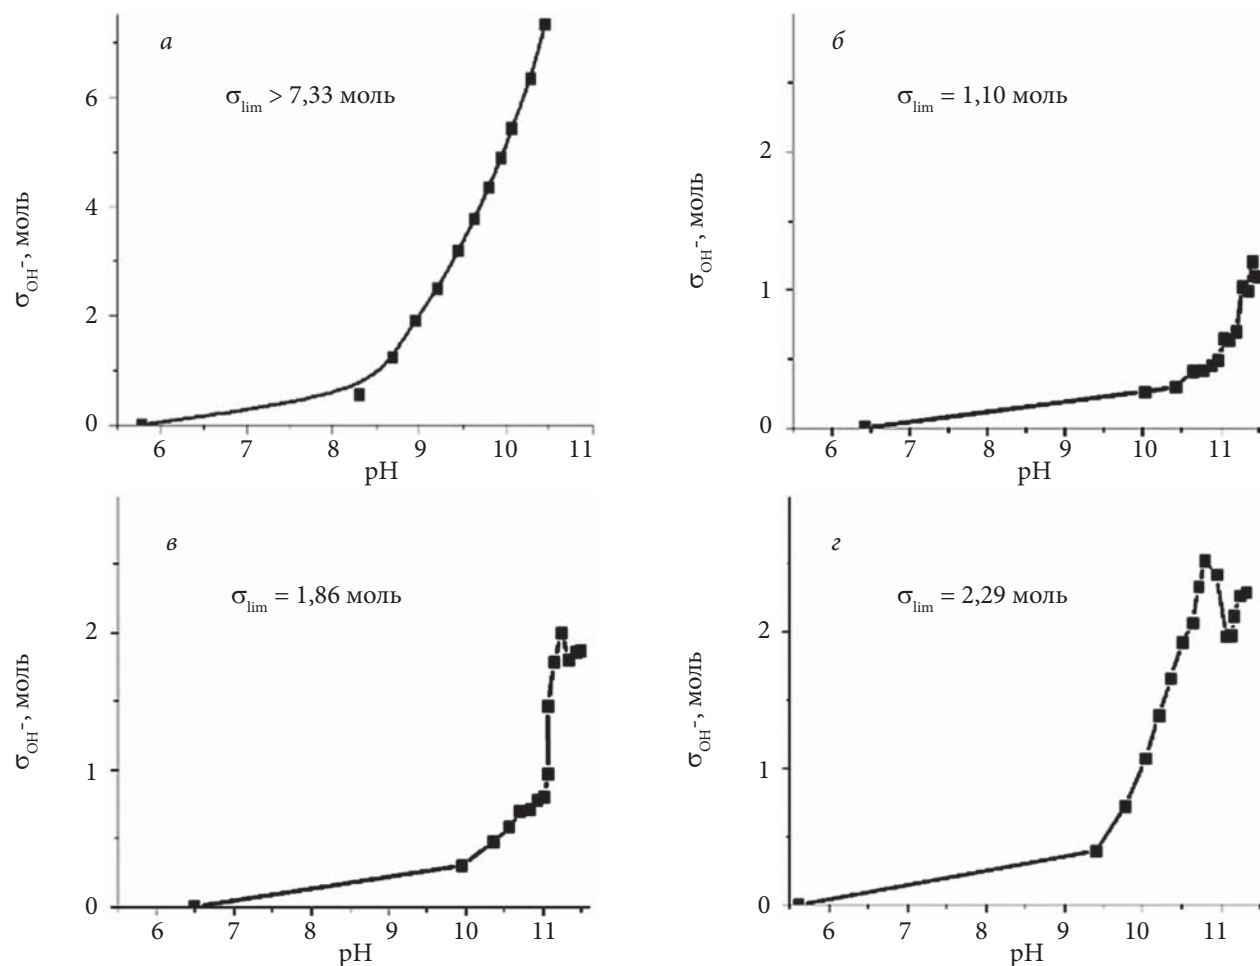 а
σlim > 7,33 моль
6
4
2
0
6
7
8
9
10
11
pH
σOH-, моль
б
σlim = 1,10 моль
2
1
0
6
7
8
9
10
11
pH
σOH-, моль
в
σlim = 1,86 моль
2
1
0
6
7
8
9
10
11
pH
σOH-, моль
г
σlim = 2,29 моль
2
1
0
6
7
8
9
10
11
pH
σOH-, моль